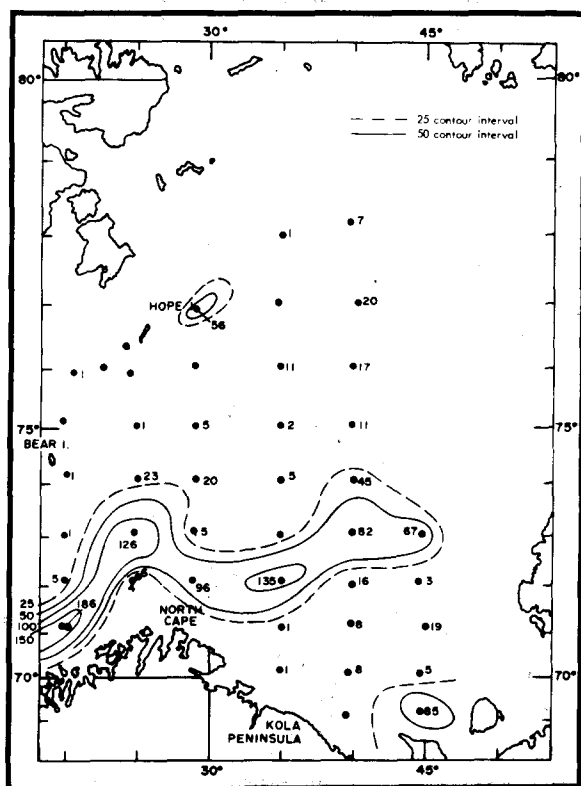 30° 45°
80° 80°
25 contour interval
50 contour interval
7
1
HOPE
20
56
1 11 17
75° 1 5 2 11 75°
BEAR I.
1 23 20 5 45
1 126 5 82 67
5 96 135 16 3
25
50
100
150
186
NORTH
CAPE
1 8 19
70° 1 8 5 70°
KOLA
PENINSULA
85
30° 45°